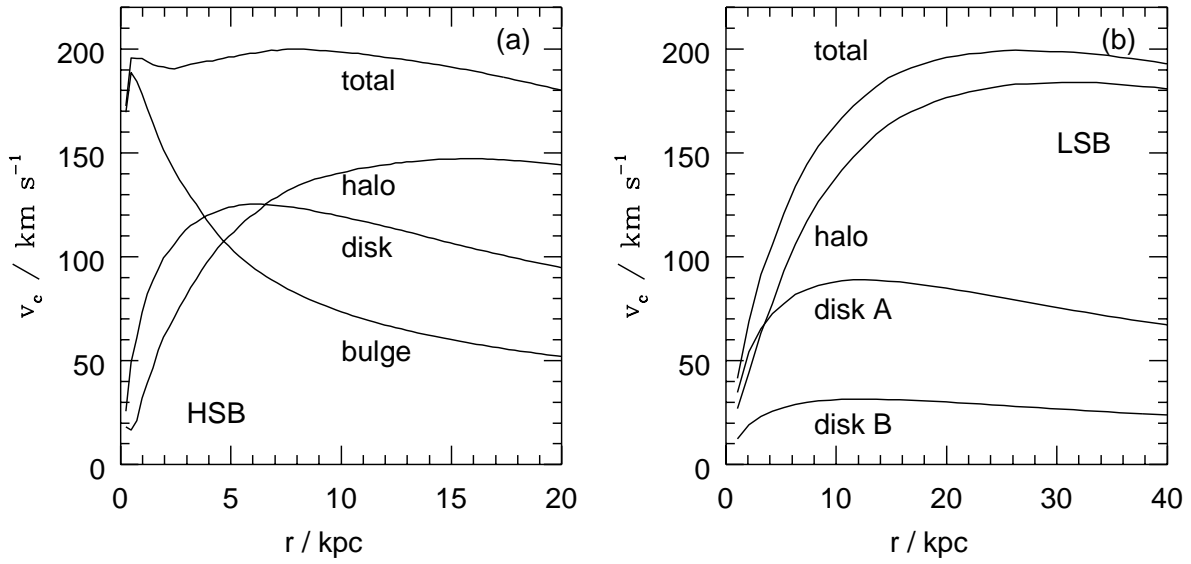 (a)
200
150
100
50
0
v_c / km s⁻¹
total
halo
disk
bulge
HSB
0 5 10 15 20
r / kpc
(b)
200
150
100
50
0
v_c / km s⁻¹
total
LSB
halo
disk A
disk B
0 10 20 30 40
r / kpc